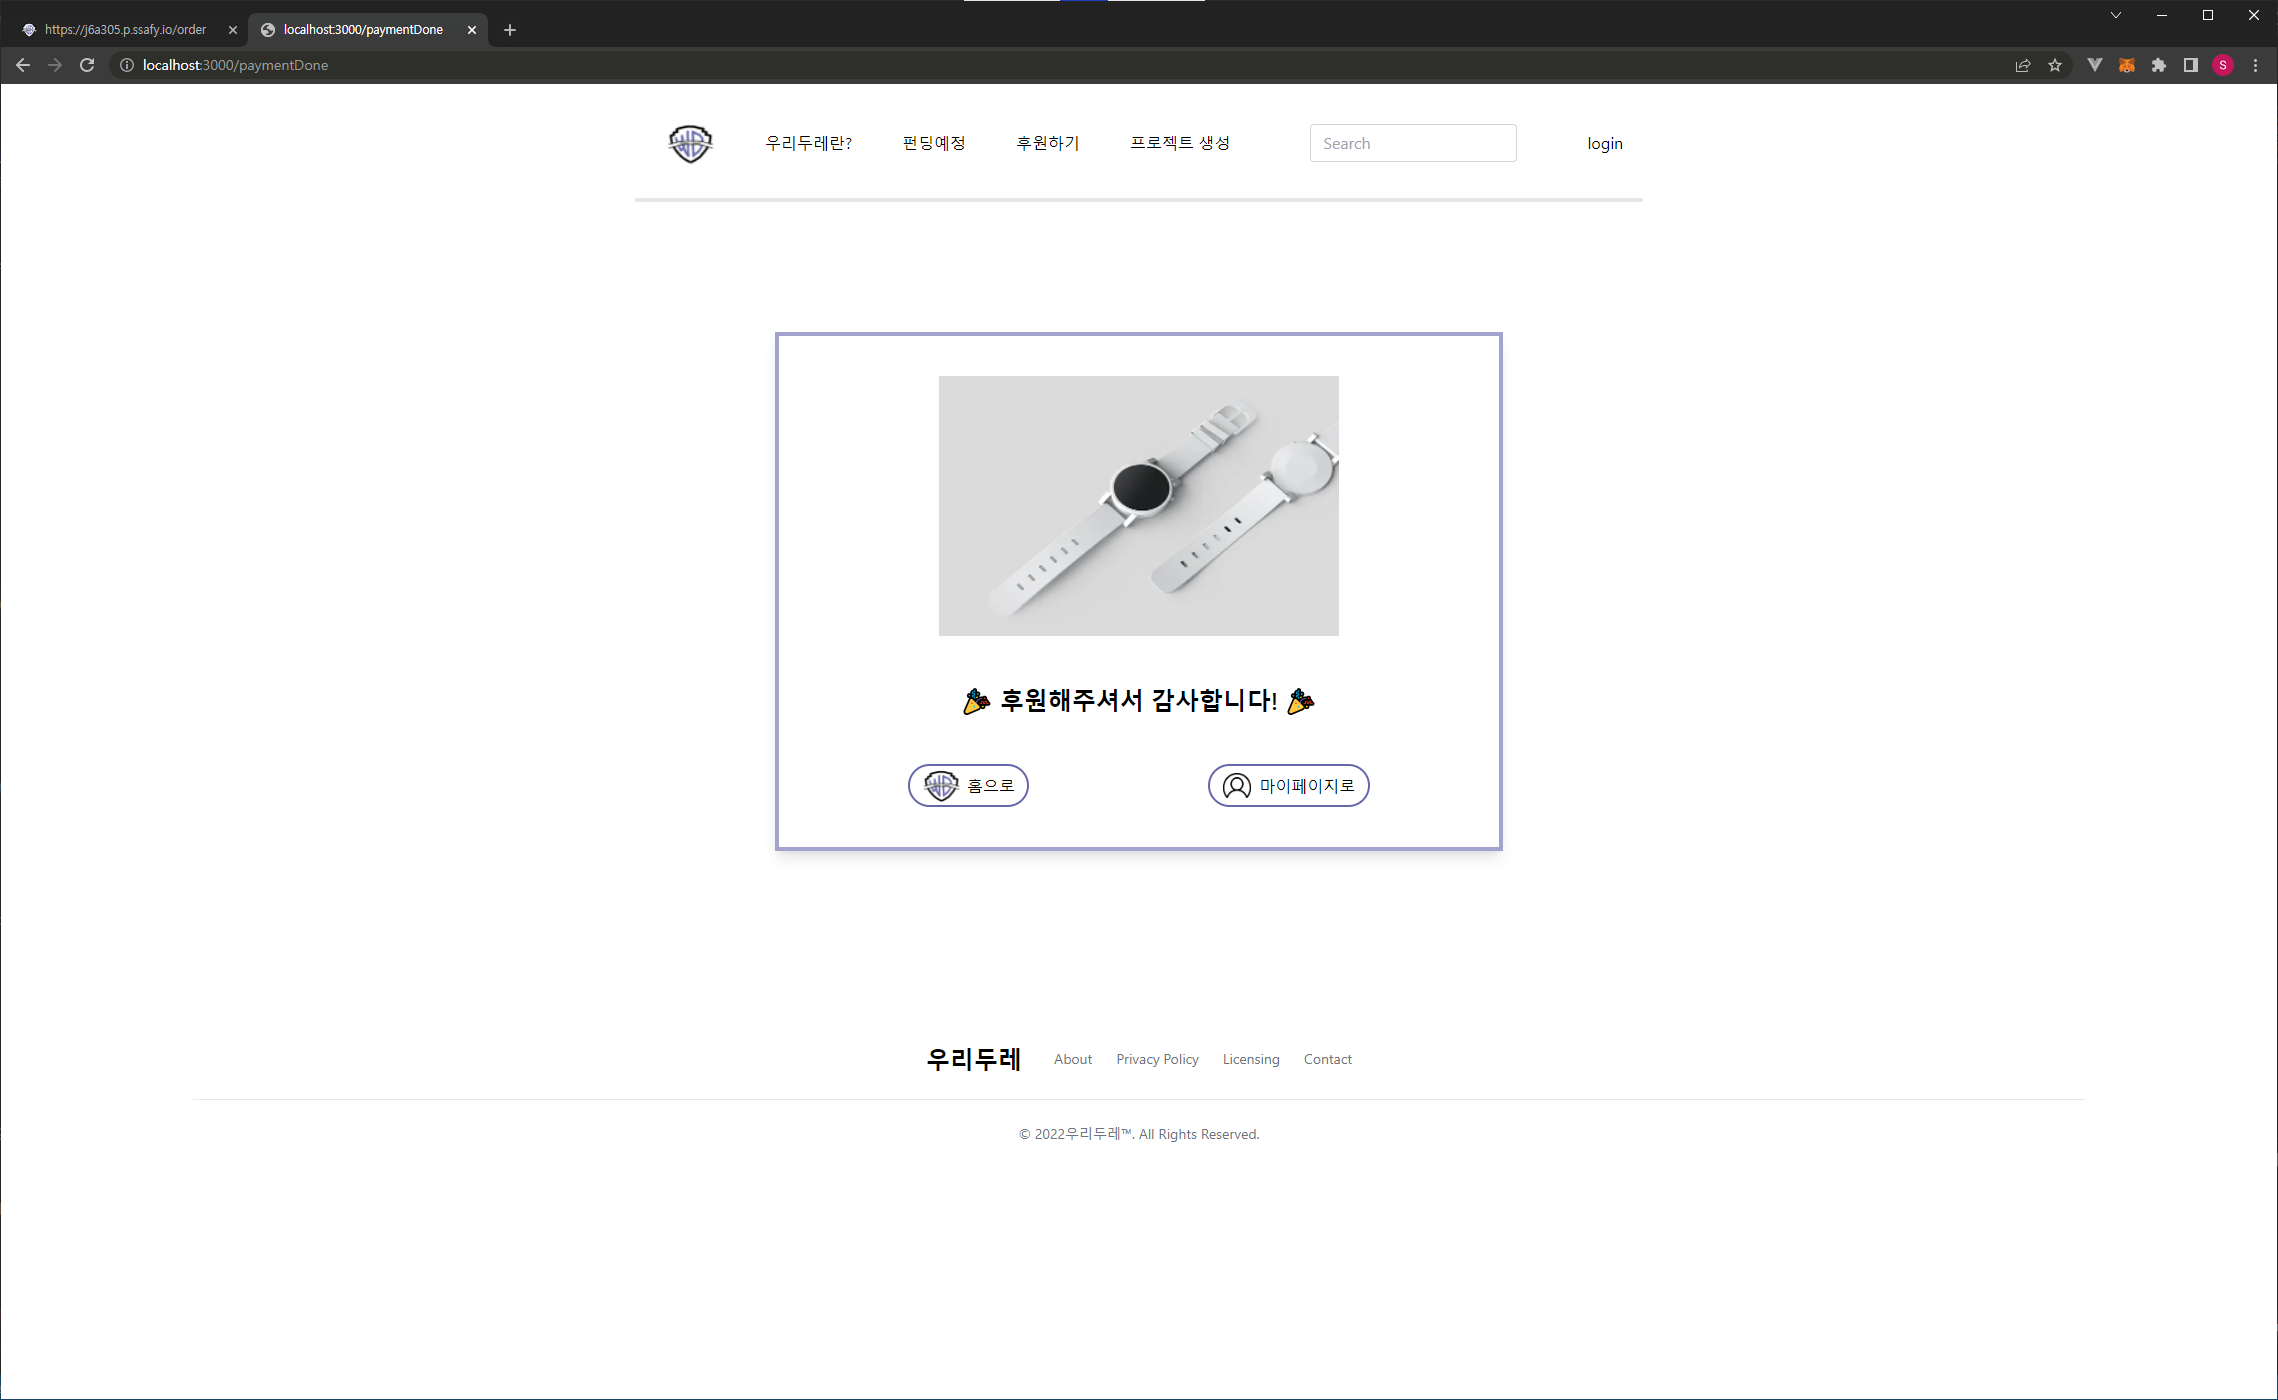 https://j6a305.p.ssafy.io/order
localhost:3000/paymentDone
localhost:3000/paymentDone
S
WD 우리두레란? 펀딩예정 후원하기 프로젝트 생성 Search login
🎉 후원해주셔서 감사합니다! 🎉
WD 홈으로
마이페이지로
우리두레 About Privacy Policy Licensing Contact
© 2022우리두레™. All Rights Reserved.